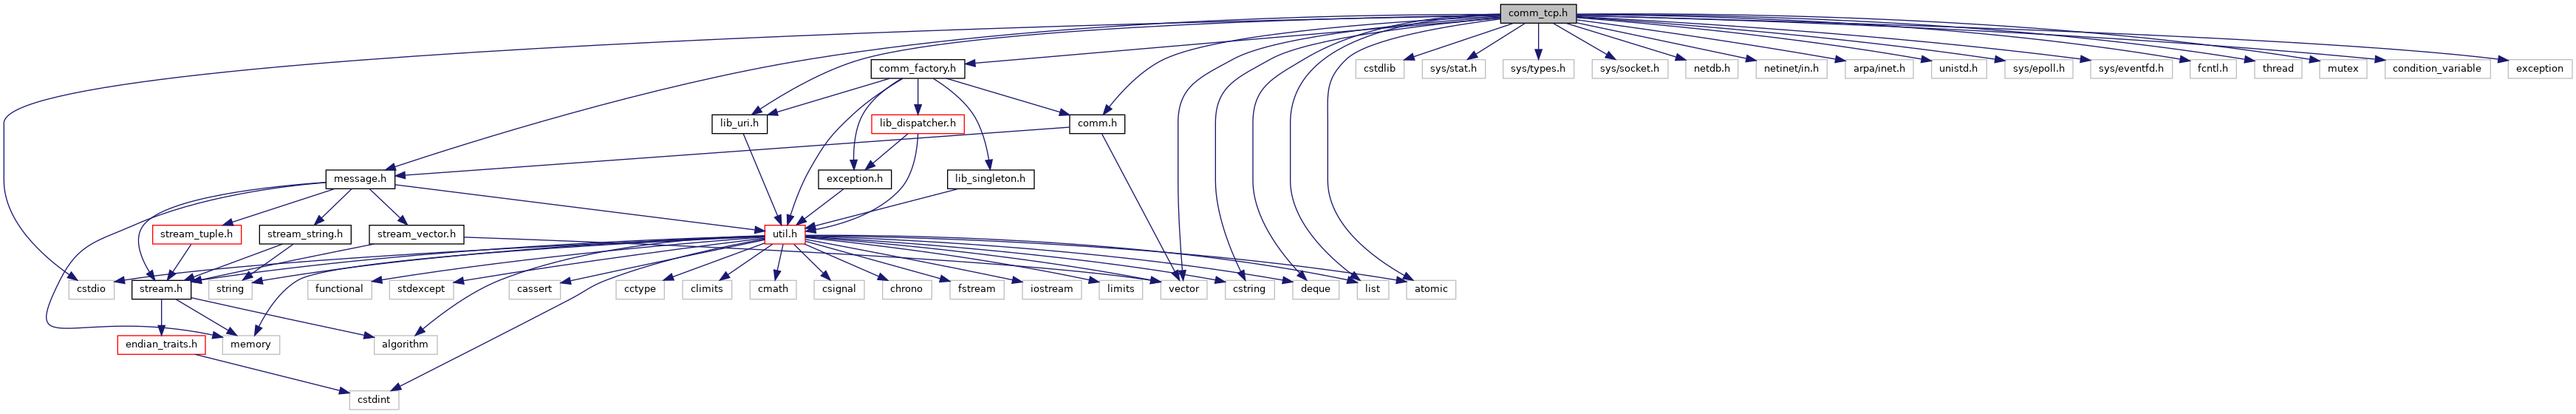 comm_tcp.h
comm_factory.h
cstdlib
sys/stat.h
sys/types.h
sys/socket.h
netdb.h
netinet/in.h
arpa/inet.h
unistd.h
sys/epoll.h
sys/eventfd.h
fcntl.h
thread
mutex
condition_variable
exception
lib_uri.h
lib_dispatcher.h
comm.h
message.h
exception.h
lib_singleton.h
stream_tuple.h
stream_string.h
stream_vector.h
util.h
cstdio
stream.h
string
functional
stdexcept
cassert
cctype
climits
cmath
csignal
chrono
fstream
iostream
limits
vector
cstring
deque
list
atomic
endian_traits.h
memory
algorithm
cstdint